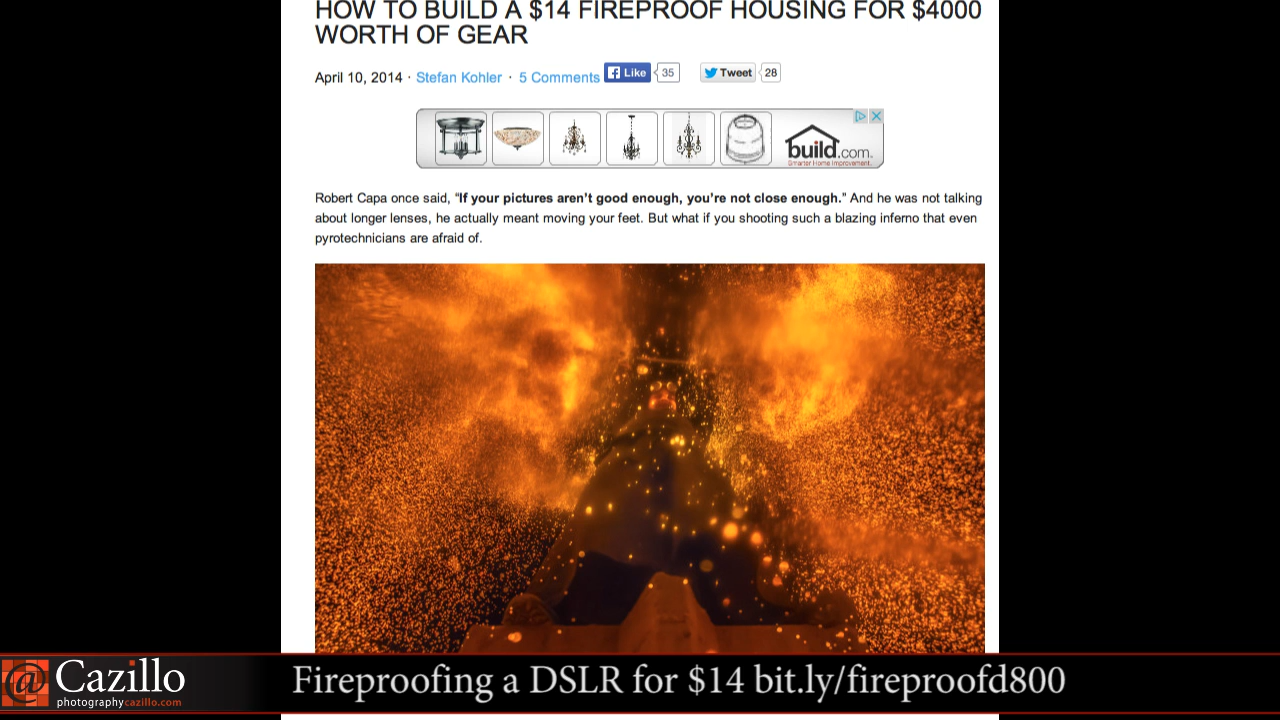 HOW TO BUILD A $14 FIREPROOF HOUSING FOR $4000
WORTH OF GEAR
April 10, 2014 · Stefan Kohler · 5 Comments Like 35 Tweet 28
build.com.
Smarter Home Improvement.
Robert Capa once said, “If your pictures aren’t good enough, you’re not close enough.” And he was not talking
about longer lenses, he actually meant moving your feet. But what if you shooting such a blazing inferno that even
pyrotechnicians are afraid of.
@ Cazillo
photographycazillo.com
Fireproofing a DSLR for $14 bit.ly/fireproofd800